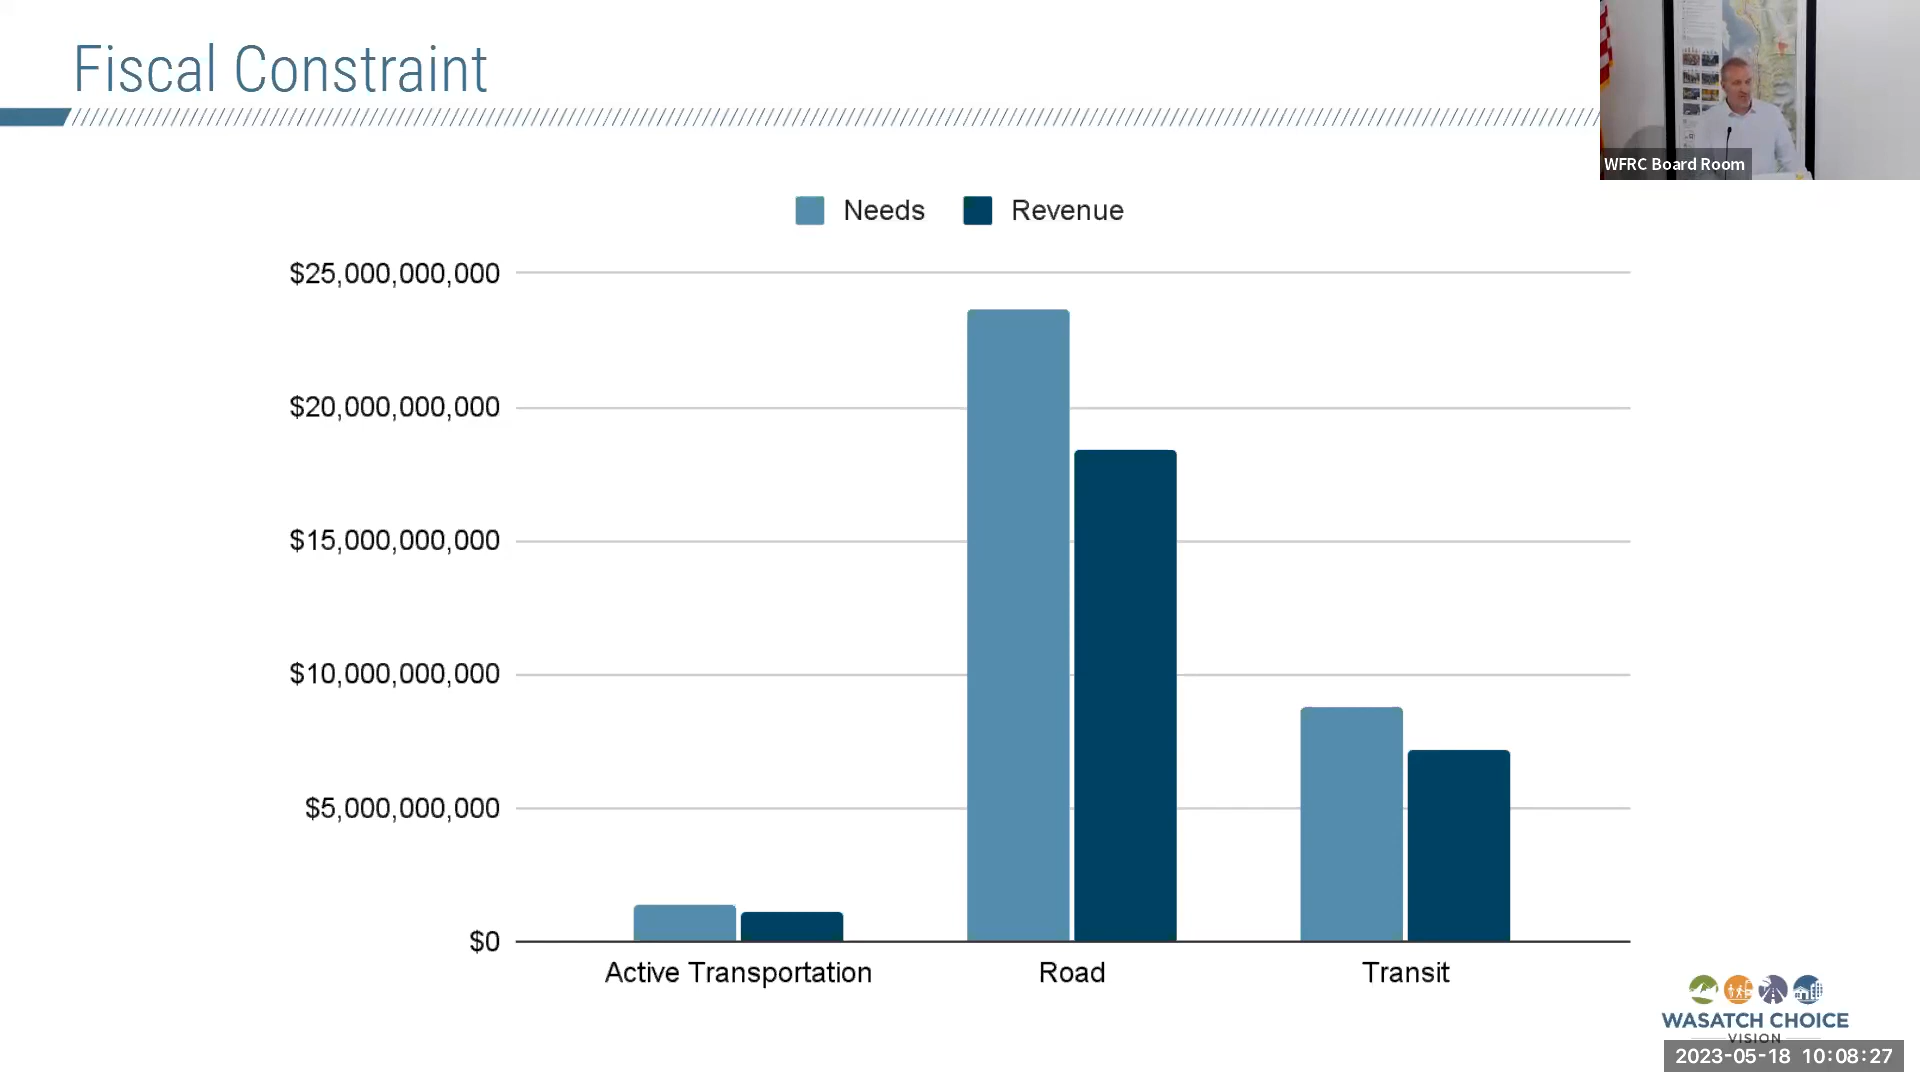 Fiscal Constraint
WFRC Board Room
Needs Revenue
$25,000,000,000
$20,000,000,000
$15,000,000,000
$10,000,000,000
$5,000,000,000
$0
Active Transportation Road Transit
WASATCH CHOICE
VISION
2023-05-18 10:08:27